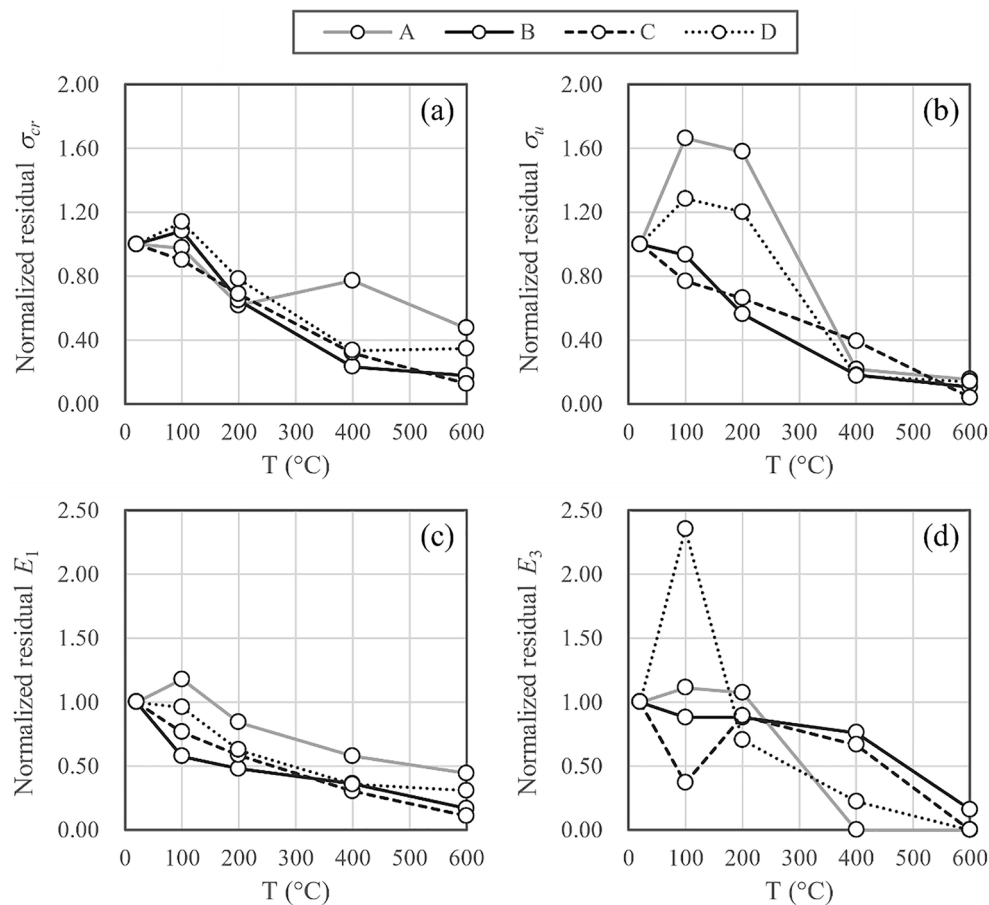 A B C D
(a)
Normalized residual σcr
2.00
1.60
1.20
0.80
0.40
0.00
0 100 200 300 400 500 600
T (°C)
(b)
Normalized residual σu
2.00
1.60
1.20
0.80
0.40
0.00
0 100 200 300 400 500 600
T (°C)
(c)
Normalized residual E1
2.50
2.00
1.50
1.00
0.50
0.00
0 100 200 300 400 500 600
T (°C)
(d)
Normalized residual E3
2.50
2.00
1.50
1.00
0.50
0.00
0 100 200 300 400 500 600
T (°C)